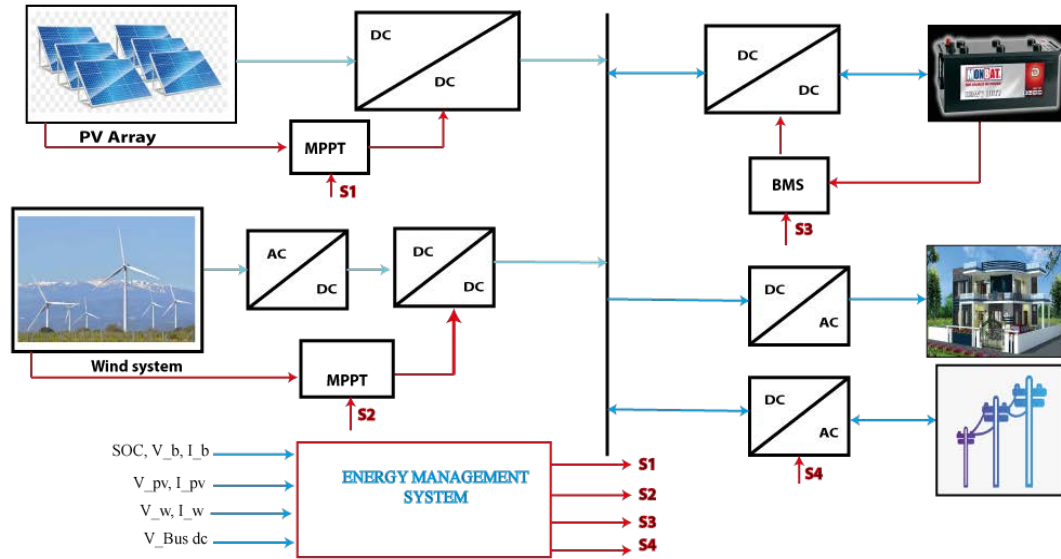 DC
DC
PV Array
MPPT
S1
AC
DC
DC
DC
Wind system
MPPT
S2
DC
DC
MONBAT
BMS
S3
DC
AC
DC
AC
S4
SOC, V_b, I_b
V_pv, I_pv
V_w, I_w
V_Bus dc
ENERGY MANAGEMENT
SYSTEM
S1
S2
S3
S4